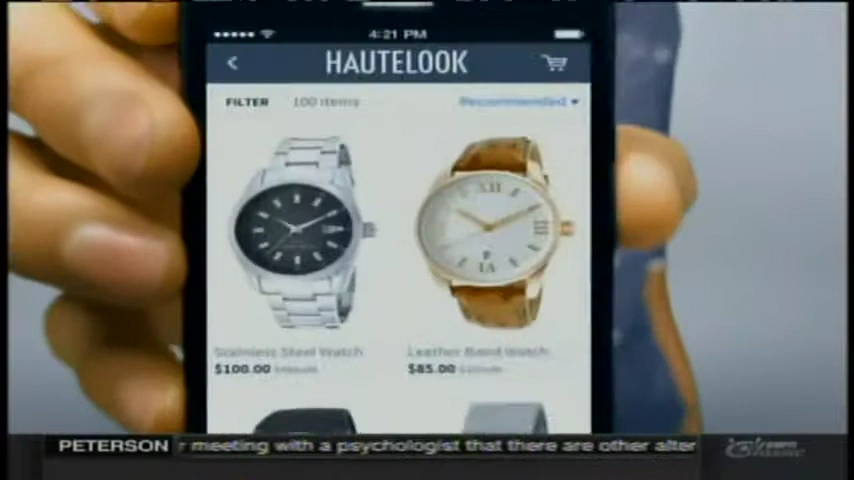 4:21 PM
HAUTELOOK
FILTER 100 items Recommended
Stainless Steel Watch Leather Band Watch
$100.00 $85.00
PETERSON r meeting with a psychologist that there are other alter
Classic